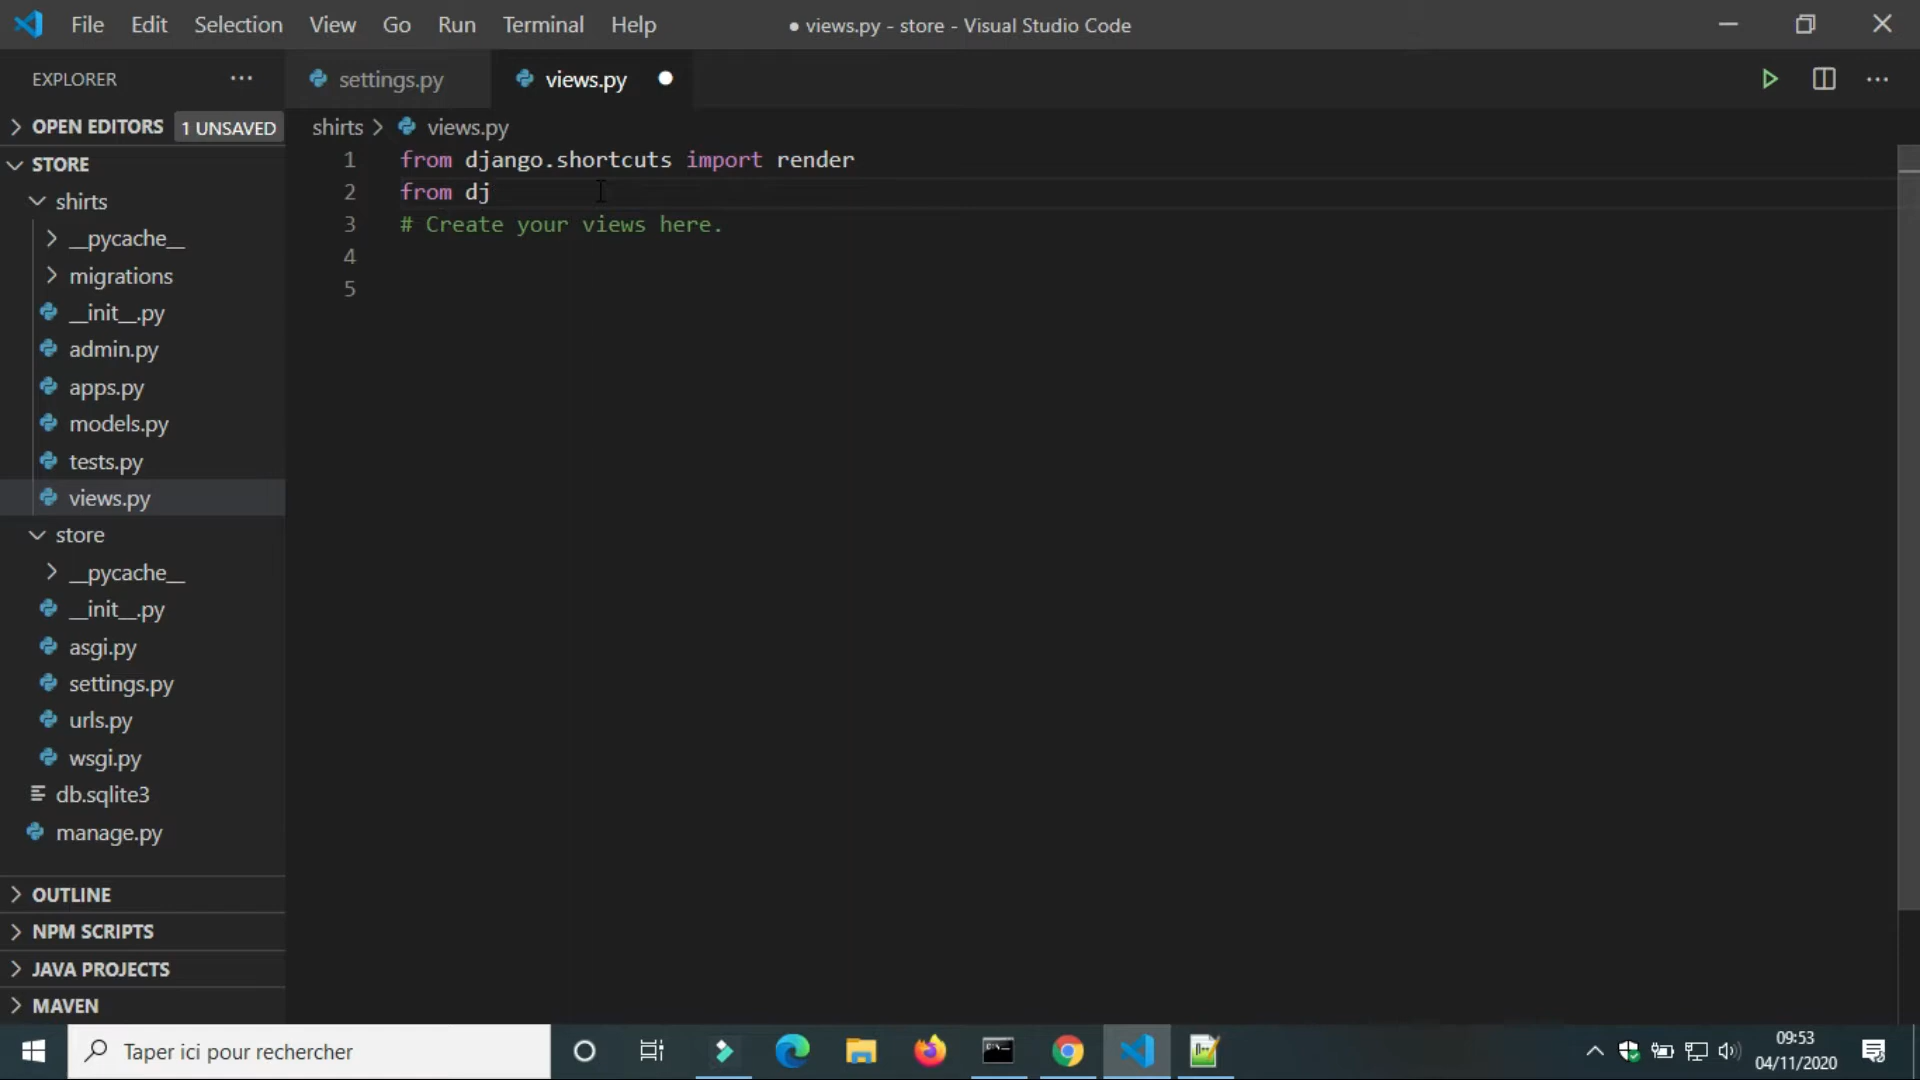 File Edit Selection View Go Run Terminal Help
● views.py - store - Visual Studio Code
EXPLORER
settings.py
views.py
OPEN EDITORS
1 UNSAVED
shirts > views.py
STORE
shirts
__pycache__
migrations
__init__.py
admin.py
apps.py
models.py
tests.py
views.py
store
__pycache__
__init__.py
asgi.py
settings.py
urls.py
wsgi.py
db.sqlite3
manage.py
OUTLINE
NPM SCRIPTS
JAVA PROJECTS
MAVEN
1 from django.shortcuts import render
2 from dj
3 # Create your views here.
4
5
Taper ici pour rechercher
09:53
04/11/2020